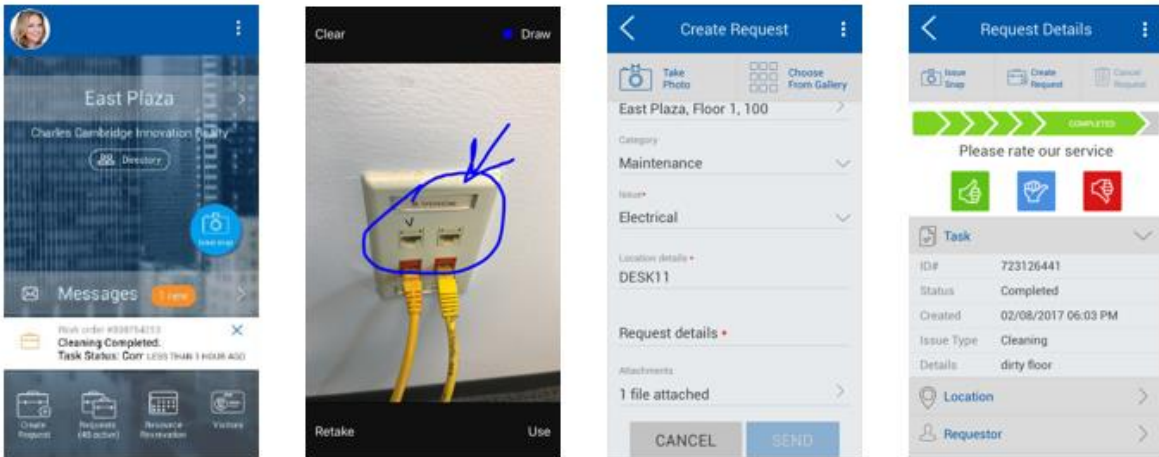 East Plaza
Charles Cambridge Innovation Realty
Directory
Messages 1 new
Cleaning Completed.
Task Status: Corr LESS THAN 1 HOUR AGO
Create Request
Requests (40 active)
Resource Reservation
Visitors
Clear
Draw
Retake
Use
Create Request
Take Photo
Choose From Gallery
East Plaza, Floor 1, 100
Category
Maintenance
Issue*
Electrical
Location details *
DESK11
Request details •
Attachments
1 file attached
CANCEL
SEND
Request Details
Issue Snap
Create Request
Cancel Request
COMPLETED
Please rate our service
Task
ID# 723126441
Status Completed
Created 02/08/2017 06:03 PM
Issue Type Cleaning
Details dirty floor
Location
Requestor